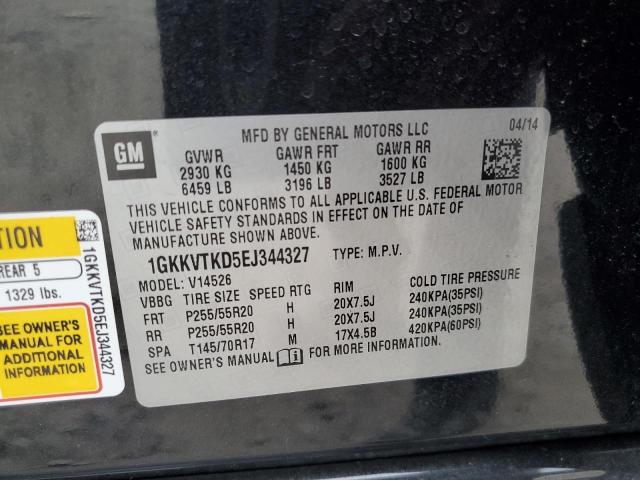 GM
MFD BY GENERAL MOTORS LLC
04/14
GVWR GAWR FRT GAWR RR
2930 KG 1450 KG 1600 KG
6459 LB 3196 LB 3527 LB
THIS VEHICLE CONFORMS TO ALL APPLICABLE U.S. FEDERAL MOTOR
VEHICLE SAFETY STANDARDS IN EFFECT ON THE DATE OF
MANUFACTURE SHOWN ABOVE.
1GKKVTKD5EJ344327 TYPE: M.P.V.
MODEL: V14526
VBBG TIRE SIZE SPEED RTG RIM COLD TIRE PRESSURE
FRT P255/55R20 H 20X7.5J 240KPA(35PSI)
RR P255/55R20 H 20X7.5J 240KPA(35PSI)
SPA T145/70R17 M 17X4.5B 420KPA(60PSI)
SEE OWNER'S MANUAL FOR MORE INFORMATION.
TION
REAR 5
1329 lbs.
SEE OWNER'S
MANUAL FOR
ADDITIONAL
INFORMATION
1GKKVTKD5EJ344327